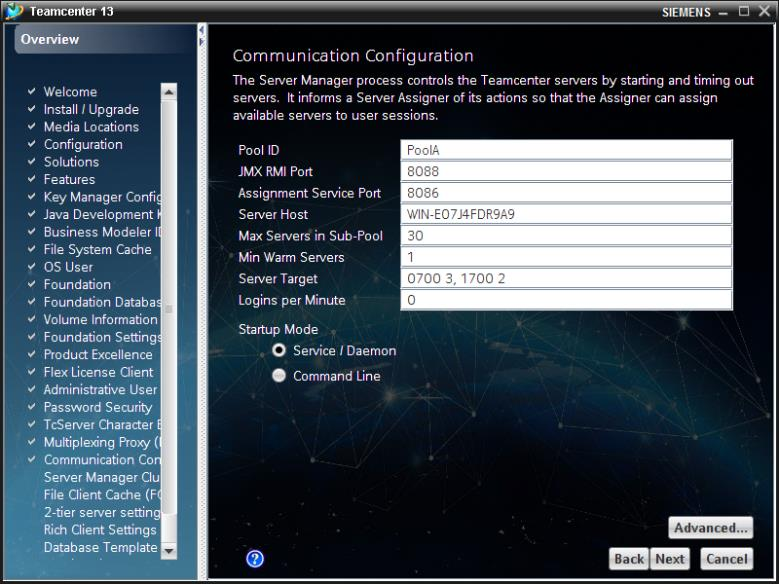 Teamcenter 13
SIEMENS
Overview
Welcome
Install / Upgrade
Media Locations
Configuration
Solutions
Features
Key Manager Config
Java Development K
Business Modeler ID
File System Cache
OS User
Foundation
Foundation Databas
Volume Information
Foundation Settings
Product Excellence
Flex License Client
Administrative User
Password Security
TcServer Character E
Multiplexing Proxy (
Communication Con
Server Manager Clu
File Client Cache (FC
2-tier server setting
Rich Client Settings
Database Template
Communication Configuration
The Server Manager process controls the Teamcenter servers by starting and timing out
servers. It informs a Server Assigner of its actions so that the Assigner can assign
available servers to user sessions.
Pool ID PoolA
JMX RMI Port 8088
Assignment Service Port 8086
Server Host WIN-EO7J4FDR9A9
Max Servers in Sub-Pool 30
Min Warm Servers 1
Server Target 0700 3, 1700 2
Logins per Minute 0
Startup Mode
Service / Daemon
Command Line
Advanced...
?
Back Next Cancel